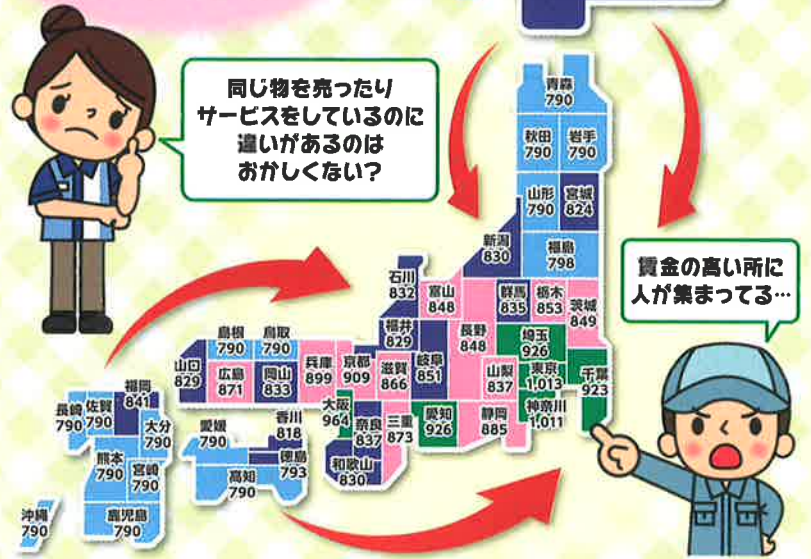 同じ物を売ったり
サービスをしているのに
違いがあるのは
おかしくない?
賃金の高い所に
人が集まってる…
青森
790
秋田
790
岩手
790
山形
790
宮城
824
新潟
830
福島
798
石川
832
富山
848
群馬
835
栃木
853
茨城
849
福井
829
長野
848
埼玉
926
島根
790
鳥取
790
兵庫
899
京都
909
滋賀
866
岐阜
851
山梨
837
東京
1,013
千葉
923
山口
829
広島
871
岡山
833
大阪
964
奈良
837
三重
873
愛知
926
静岡
885
神奈川
1,011
和歌山
830
福岡
841
長崎
790
佐賀
790
大分
790
熊本
790
宮崎
790
鹿児島
790
沖縄
790
愛媛
790
香川
818
徳島
793
高知
790